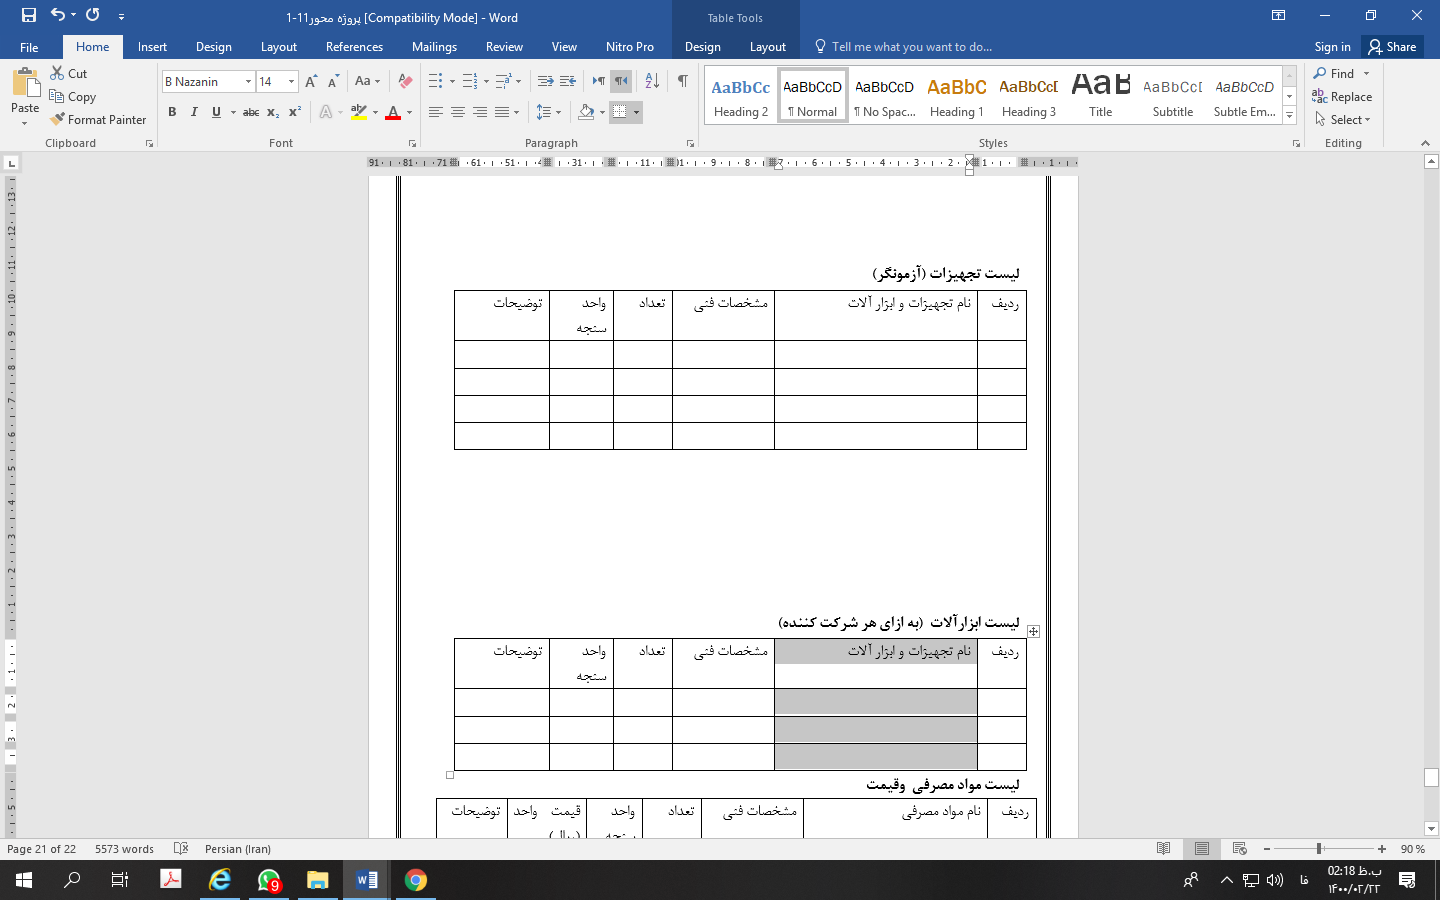 پروژه محور11-1 [Compatibility Mode] - Word
Table Tools
File Home Insert Design Layout References Mailings Review View Nitro Pro Design Layout Tell me what you want to do... Sign in Share
Paste
Cut
Copy
Format Painter
Clipboard
B Nazanin 14
Font
Paragraph
AaBbCc AaBbCcD AaBbCcD AaBbC AaBbCcI AaB AaBbCcD AaBbCcD
Heading 2 ¶ Normal ¶ No Spac... Heading 1 Heading 3 Title Subtitle Subtle Em...
Styles
Find
Replace
Select
Editing
لیست تجهیزات (آزمونگر)
ردیف نام تجهیزات و ابزار آلات مشخصات فنی تعداد واحد سنجه توضیحات
لیست ابزارآلات (به ازای هر شرکت کننده)
ردیف نام تجهیزات و ابزار آلات مشخصات فنی تعداد واحد سنجه توضیحات
لیست مواد مصرفی وقیمت
ردیف نام مواد مصرفی مشخصات فنی تعداد واحد سنجه قیمت واحد (ریال) توضیحات
Page 21 of 22 5573 words Persian (Iran) 90 %
9
فا
02:18 ب.ظ
۱۴۰۰/۰۲/۲۲